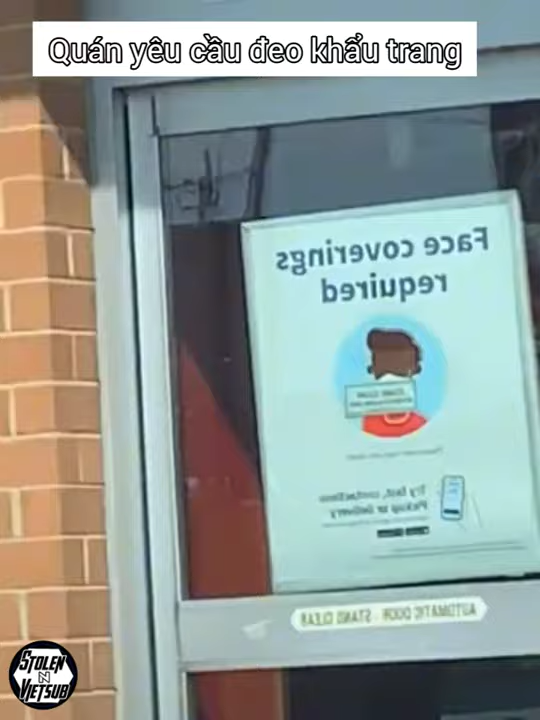 Quán yêu cầu đeo khẩu trang
Face coverings
required
Try fast, contactless
Pickup or Delivery
AUTOMATIC DOOR STAND CLEAR
STOLEN
N
VIETSUB